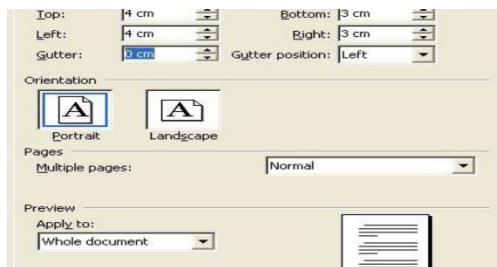 Top: 4 cm Bottom: 3 cm
Left: 4 cm Right: 3 cm
Gutter: 0 cm Gutter position: Left
Orientation
A A
Portrait Landscape
Pages
Multiple pages: Normal
Preview
Apply to:
Whole document